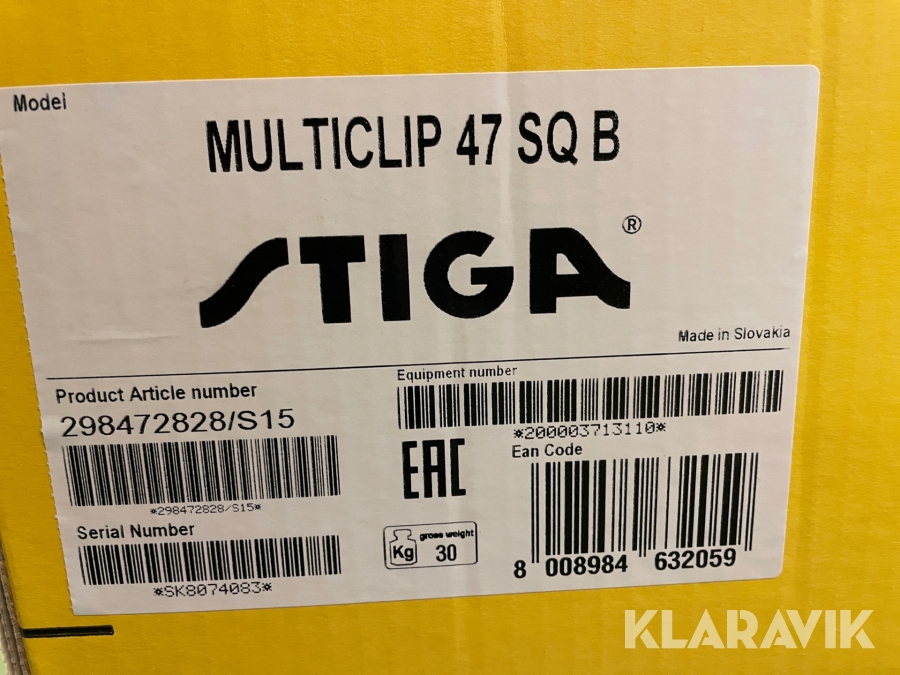 Model
MULTICLIP 47 SQ B
STIGA®
Made in Slovakia
Product Article number
298472828/S15
*298472828/S15*
Serial Number
*SK8074083*
Equipment number
*200003713110*
EAC
Ean Code
Kg
gross weight
30
8 008984 632059
KLARAVIK